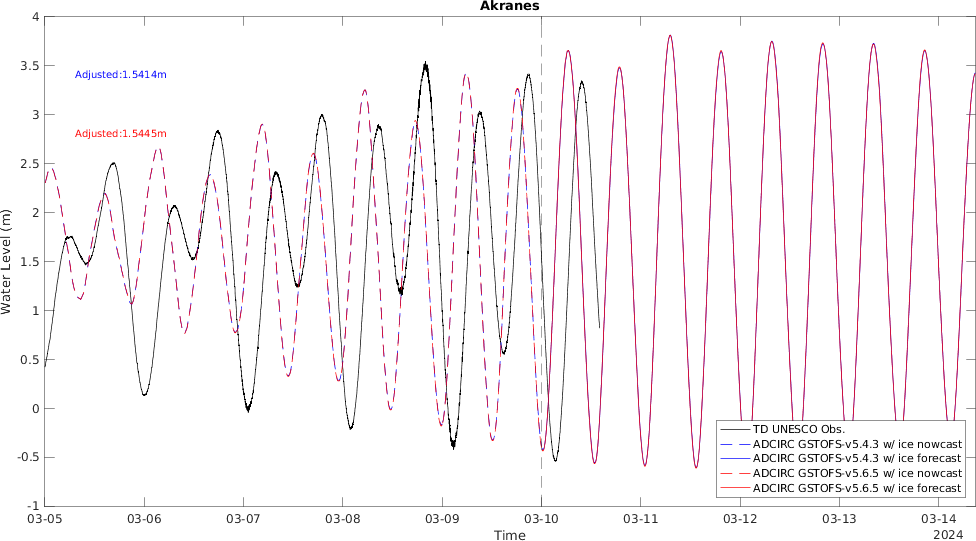 Akranes
4
3.5
3
2.5
2
1.5
1
0.5
0
-0.5
-1
Water Level (m)
Adjusted:1.5414m
Adjusted:1.5445m
TD UNESCO Obs.
ADCIRC GSTOFS-v5.4.3 w/ ice nowcast
ADCIRC GSTOFS-v5.4.3 w/ ice forecast
ADCIRC GSTOFS-v5.6.5 w/ ice nowcast
ADCIRC GSTOFS-v5.6.5 w/ ice forecast
03-05 03-06 03-07 03-08 03-09 03-10 03-11 03-12 03-13 03-14
Time
2024